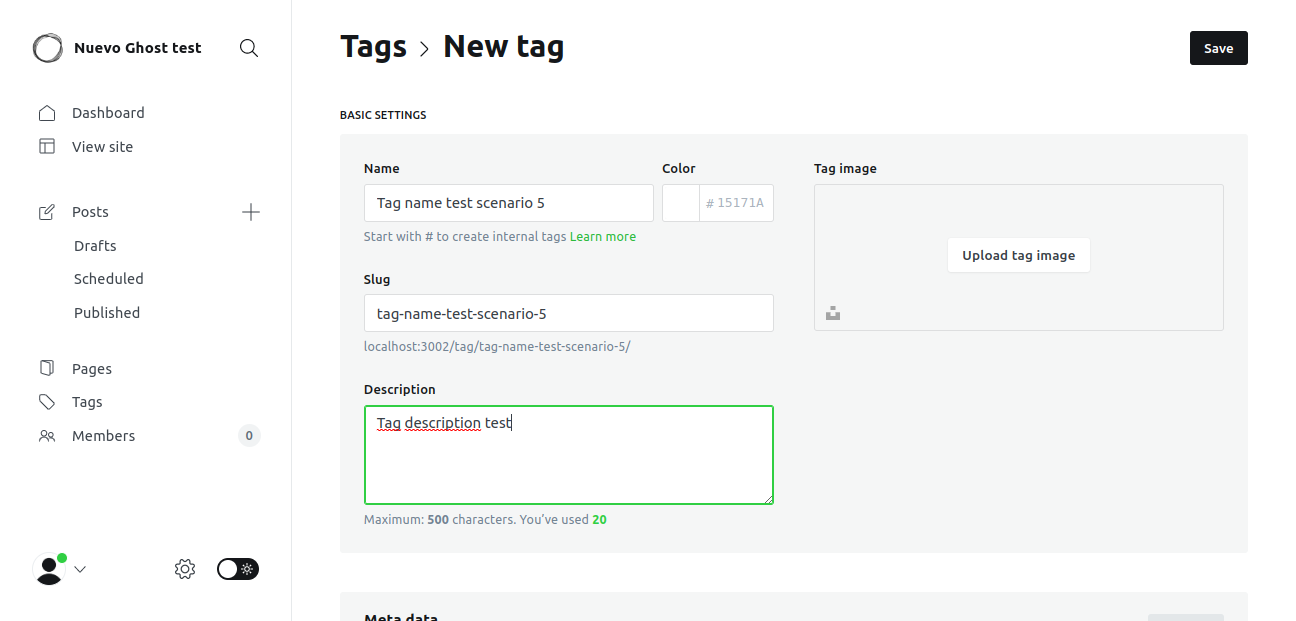 Nuevo Ghost test
Dashboard
View site
Posts
Drafts
Scheduled
Published
Pages
Tags
Members 0
Tags > New tag
Save
BASIC SETTINGS
Name
Color
Tag name test scenario 5
# 15171A
Start with # to create internal tags Learn more
Slug
tag-name-test-scenario-5
localhost:3002/tag/tag-name-test-scenario-5/
Description
Tag description test
Maximum: 500 characters. You’ve used 20
Tag image
Upload tag image
Meta data